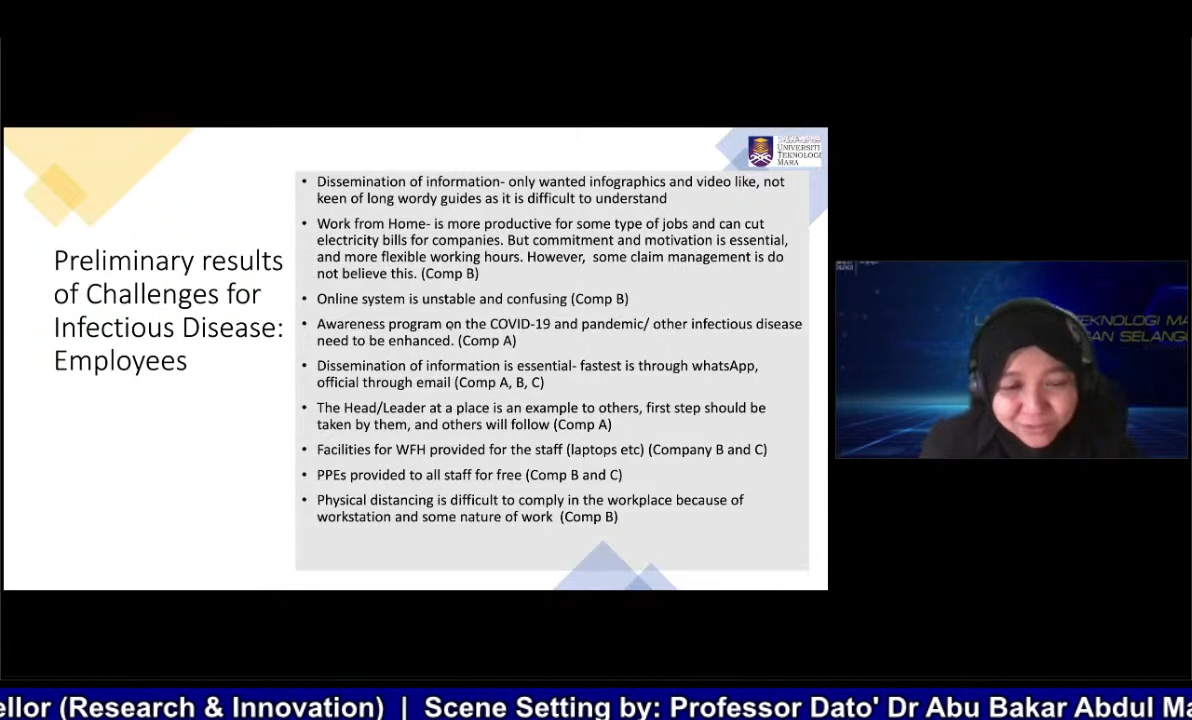 UNIVERSITI
TEKNOLOGI
MARA
• Dissemination of information- only wanted infographics and video like, not
keen of long wordy guides as it is difficult to understand
• Work from Home- is more productive for some type of jobs and can cut
electricity bills for companies. But commitment and motivation is essential,
and more flexible working hours. However, some claim management is do
not believe this. (Comp B)
• Online system is unstable and confusing (Comp B)
• Awareness program on the COVID-19 and pandemic/ other infectious disease
need to be enhanced. (Comp A)
• Dissemination of information is essential- fastest is through whatsApp,
official through email (Comp A, B, C)
• The Head/Leader at a place is an example to others, first step should be
taken by them, and others will follow (Comp A)
• Facilities for WFH provided for the staff (laptops etc) (Company B and C)
• PPEs provided to all staff for free (Comp B and C)
• Physical distancing is difficult to comply in the workplace because of
workstation and some nature of work (Comp B)
Preliminary results
of Challenges for
Infectious Disease:
Employees
EKNOLOGI MA
AN SELANG
ellor (Research & Innovation) | Scene Setting by: Professor Dato' Dr Abu Bakar Abdul Ma